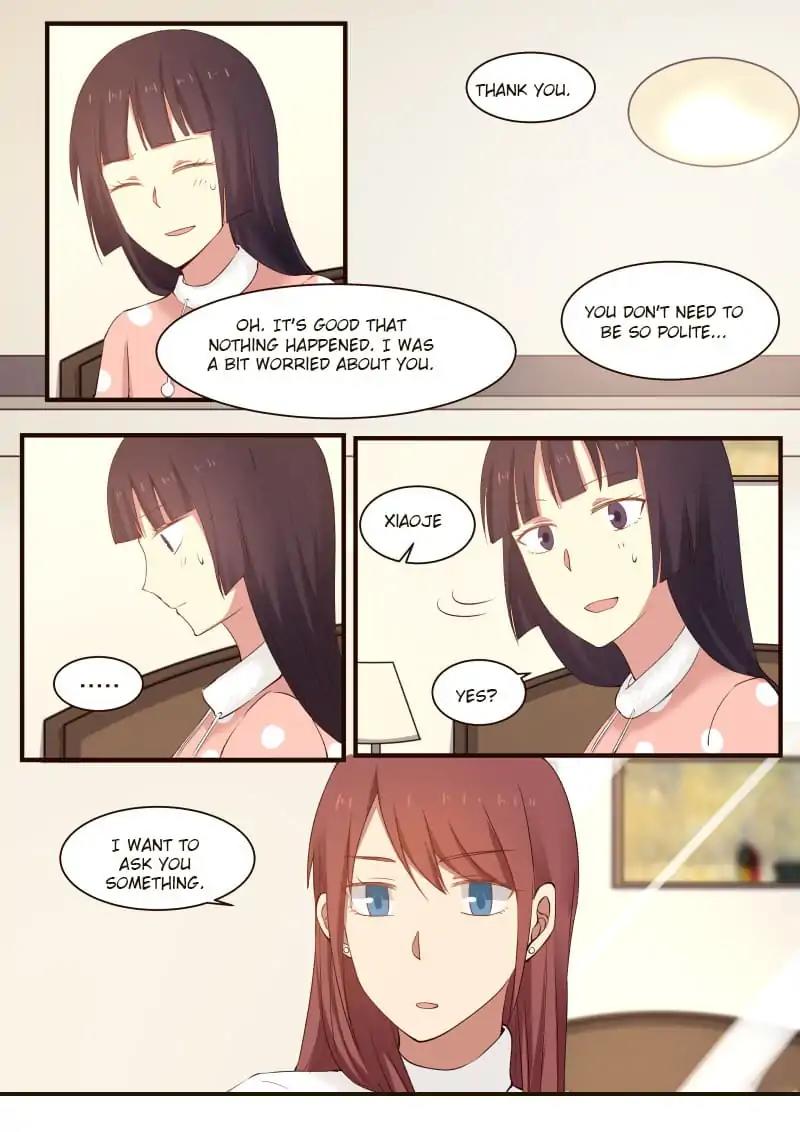 OH. IT'S GOOD THAT
NOTHING HAPPENED. I WAS
A BIT WORRIED ABOUT YOU.
THANK YOU.
YOU DON'T NEED TO
BE SO POLITE...
.....
XIAOJE
YES?
I WANT TO
ASK YOU
SOMETHING.